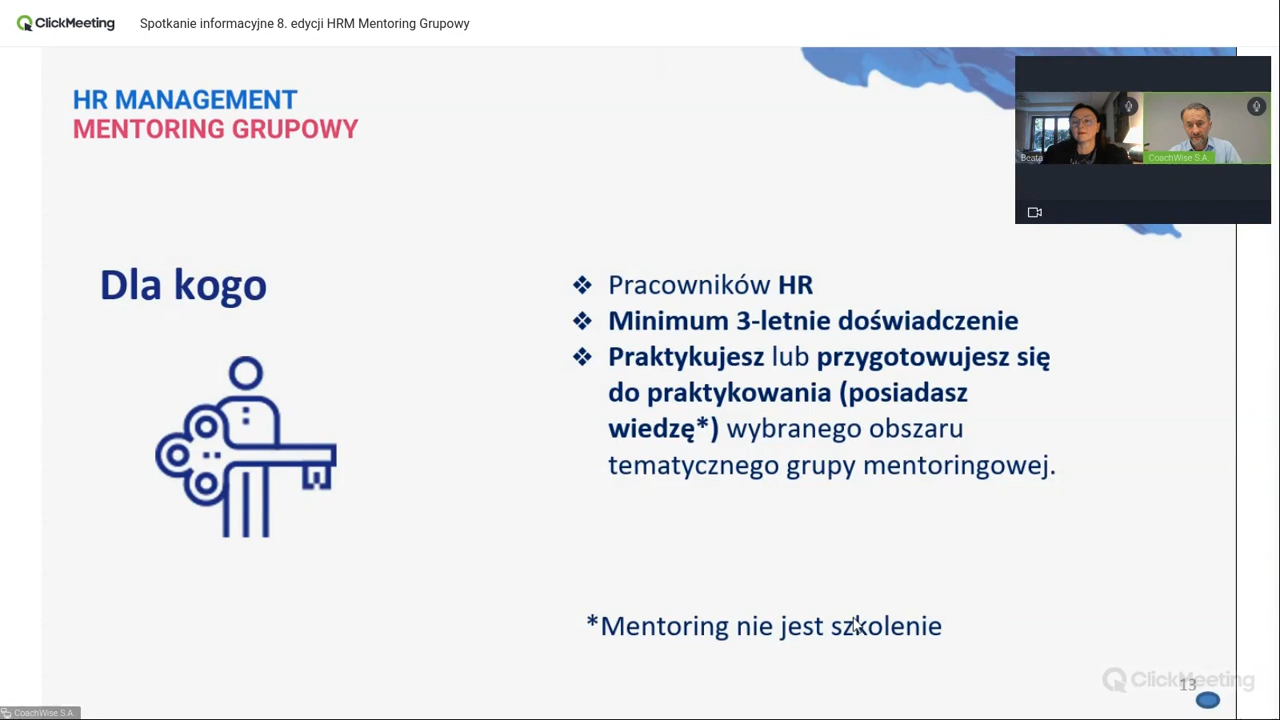 ClickMeeting Spotkanie informacyjne 8. edycji HRM Mentoring Grupowy
HR MANAGEMENT
MENTORING GRUPOWY
Beata
CoachWise S.A.
Dla kogo
❖ Pracowników HR
❖ Minimum 3-letnie doświadczenie
❖ Praktykujesz lub przygotowujesz się
do praktykowania (posiadasz
wiedzę*) wybranego obszaru
tematycznego grupy mentoringowej.
*Mentoring nie jest szkolenie
ClickMeeting
13
CoachWise S.A.